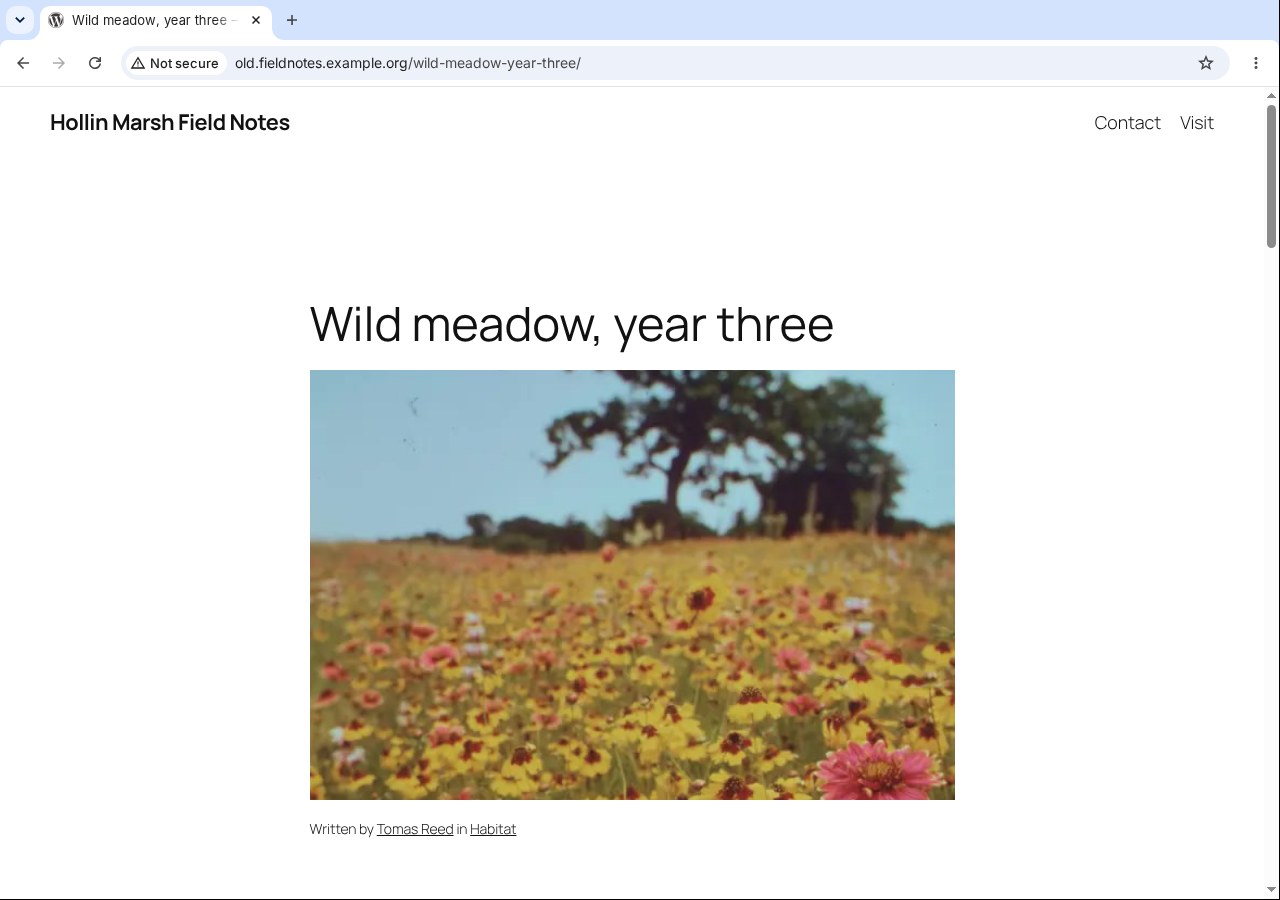 Wild meadow, year three
Not secure
old.fieldnotes.example.org/wild-meadow-year-three/
Hollin Marsh Field Notes
Contact
Visit
Wild meadow, year three
Written by Tomas Reed in Habitat